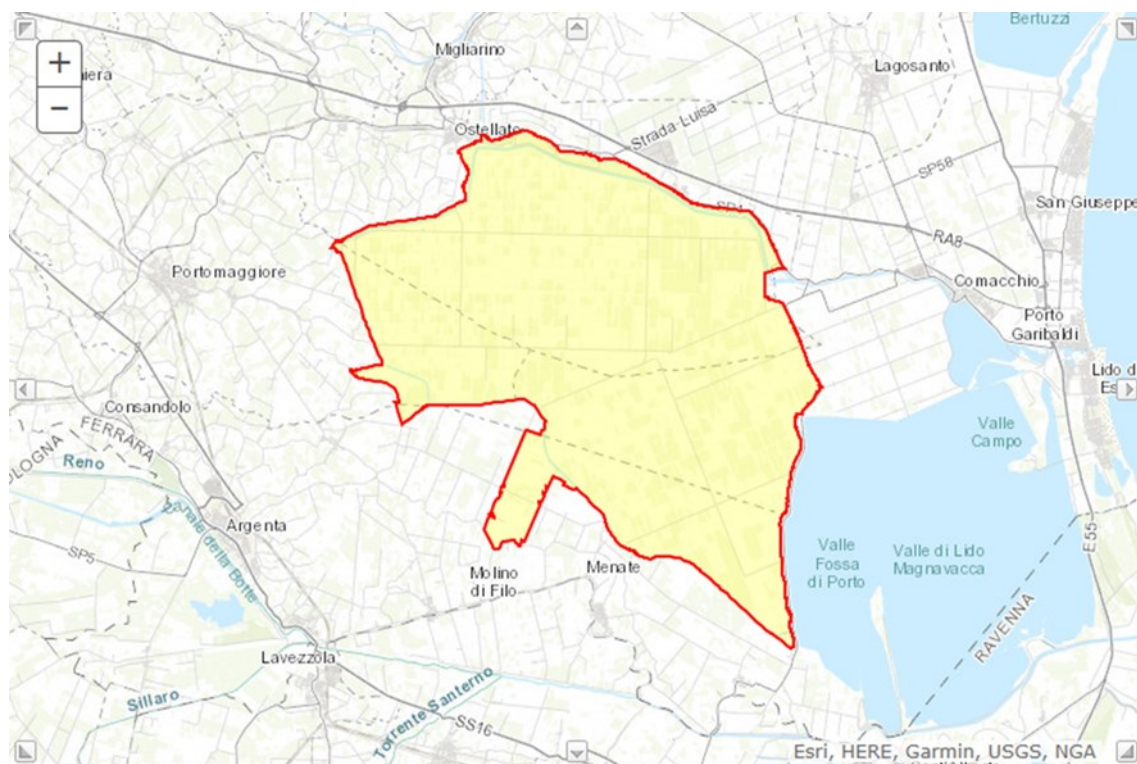 +
−
Bertuzzi
Migliarino
Lagosanto
Ostellato
Strada-Luisa
SP58
San-Giuseppe
RA8
Portomaggiore
Comacchio
Porto
Garibaldi
Consandolo
Valle
Campo
FERRARA
Reno
Argenta
SP5
Molino
di Filo
Menate
Valle
Fossa
di Porto
Valle di Lido
Magnavacca
E55
RAVENNA
Lavezzola
Sillaro
Torrente Santerno
SS16
Esri, HERE, Garmin, USGS, NGA